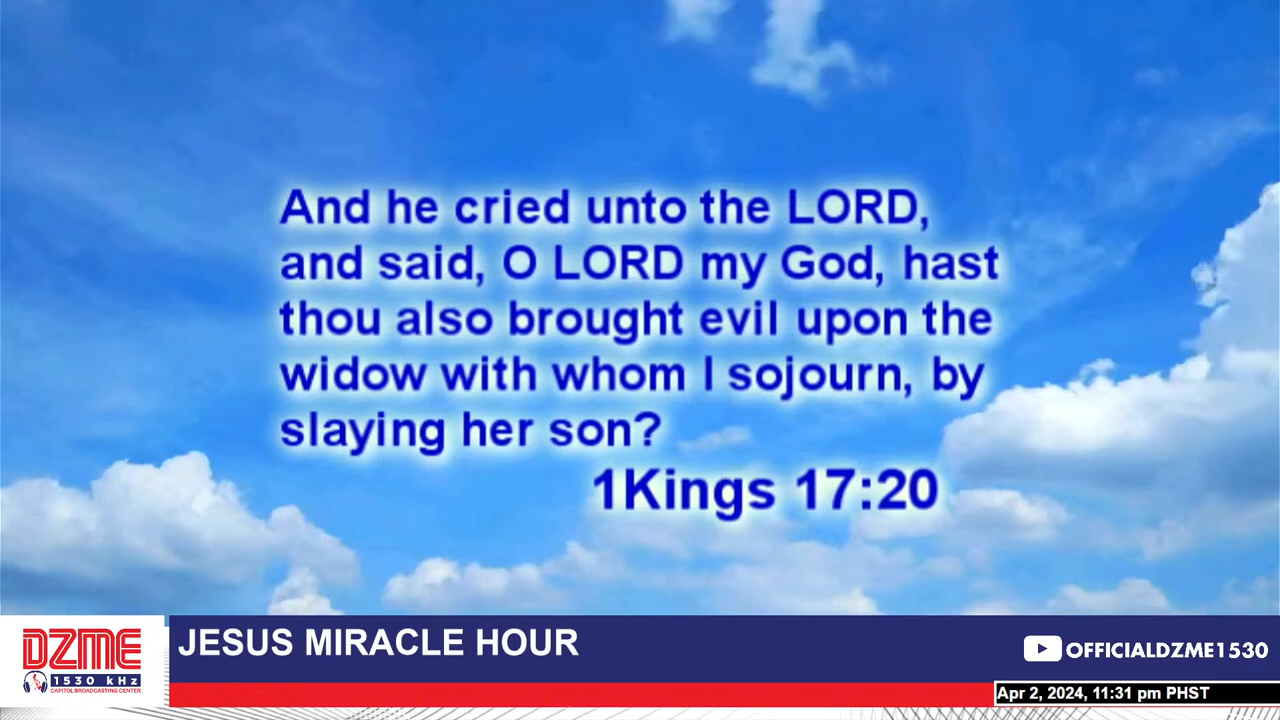 And he cried unto the LORD,
and said, O LORD my God, hast
thou also brought evil upon the
widow with whom I sojourn, by
slaying her son?
1Kings 17:20
DZME
1530 kHz
CAPITOL BROADCASTING CENTER
JESUS MIRACLE HOUR
OFFICIALDZME1530
Apr 2, 2024, 11:31 pm PHST